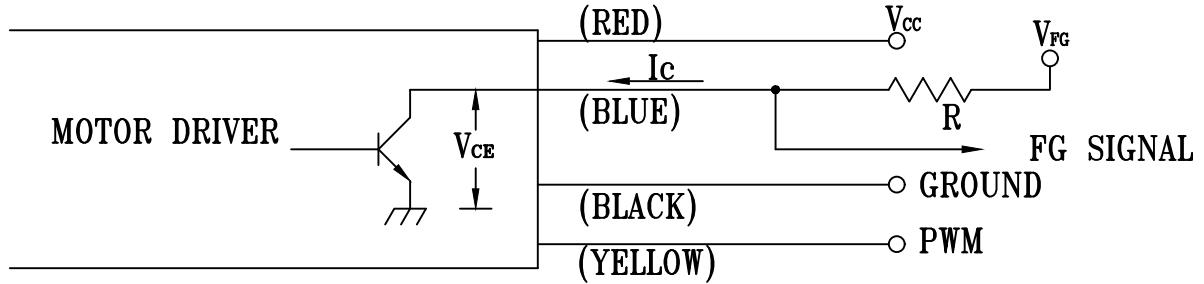 (RED)
VCC
VFG
Ic
(BLUE)
R
MOTOR DRIVER
VCE
FG SIGNAL
(BLACK)
GROUND
(YELLOW)
PWM